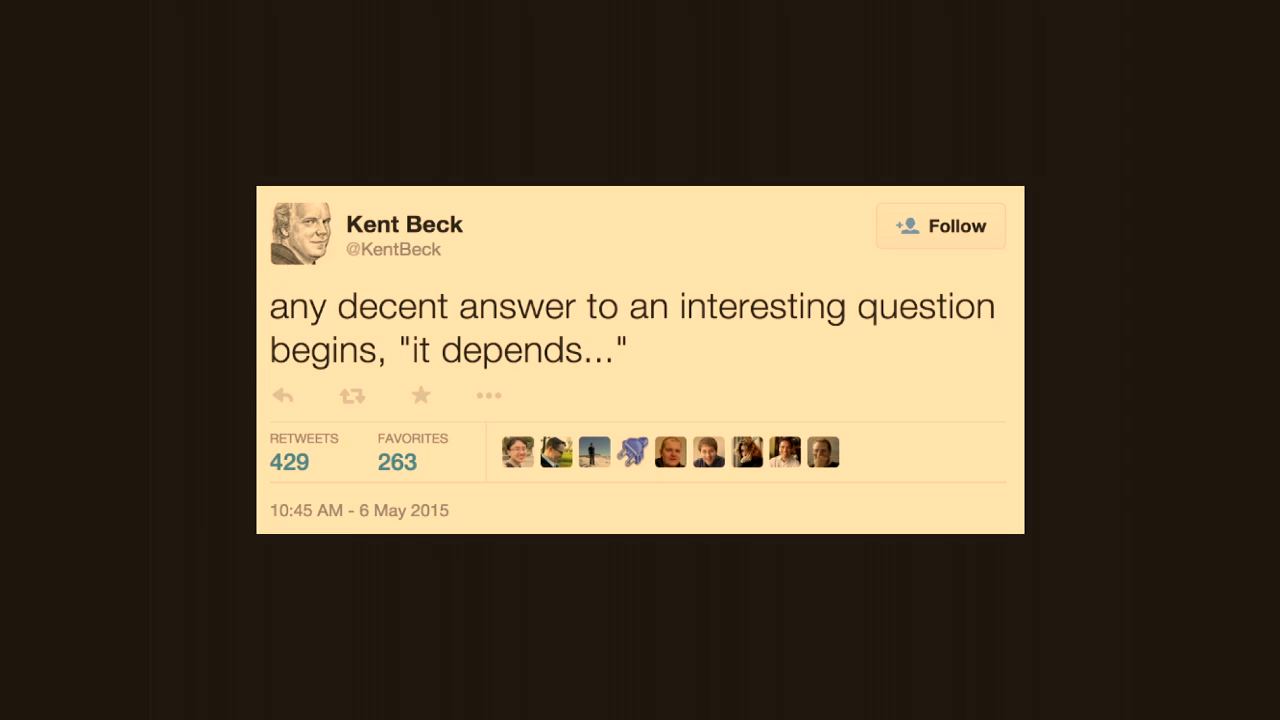 Kent Beck
@KentBeck
Follow
any decent answer to an interesting question
begins, "it depends..."
RETWEETS
429
FAVORITES
263
10:45 AM - 6 May 2015